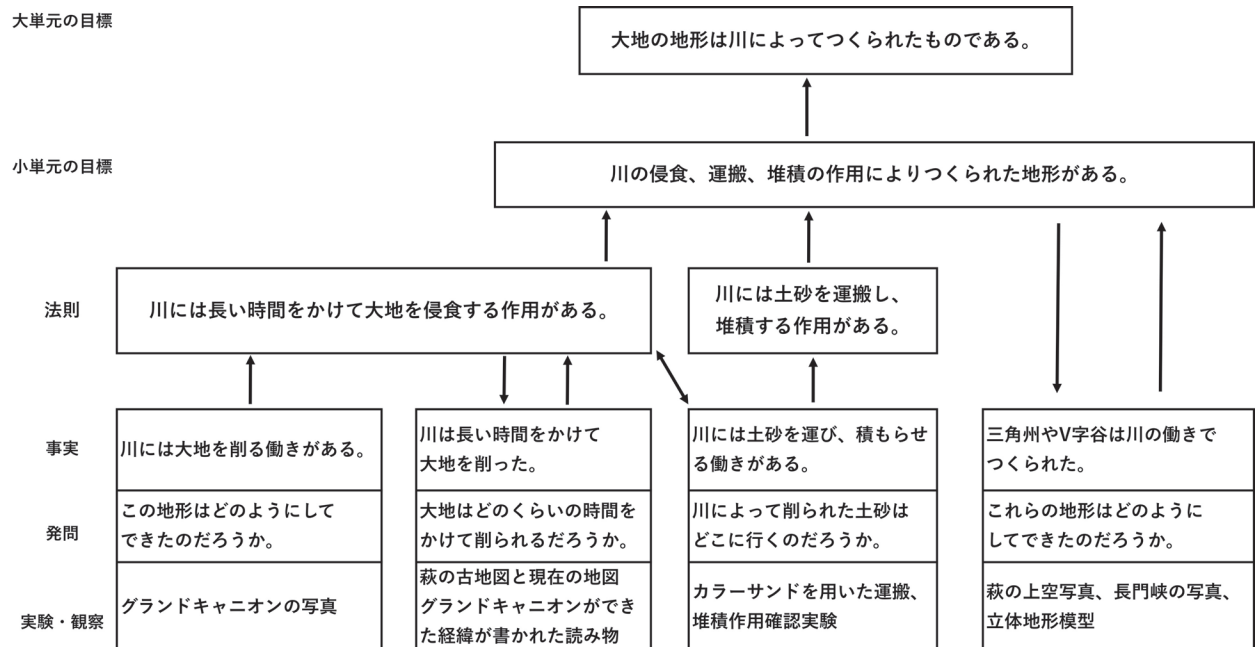 大単元の目標
大地の地形は川によってつくられたものである。
小単元の目標
川の侵食、運搬、堆積の作用によりつくられた地形がある。
法則
川には長い時間をかけて大地を侵食する作用がある。
川には土砂を運搬し、
堆積する作用がある。
事実
川には大地を削る働きがある。
川は長い時間をかけて
大地を削った。
川には土砂を運び、積もらせ
る働きがある。
三角州やV字谷は川の働きで
つくられた。
発問
この地形はどのようにして
できたのだろうか。
大地はどのくらいの時間を
かけて削られるだろうか。
川によって削られた土砂は
どこに行くのだろうか。
これらの地形はどのように
してできたのだろうか。
実験・観察
グランドキャニオンの写真
萩の古地図と現在の地図
グランドキャニオンができ
た経緯が書かれた読み物
カラーサンドを用いた運搬、
堆積作用確認実験
萩の上空写真、長門峡の写真、
立体地形模型